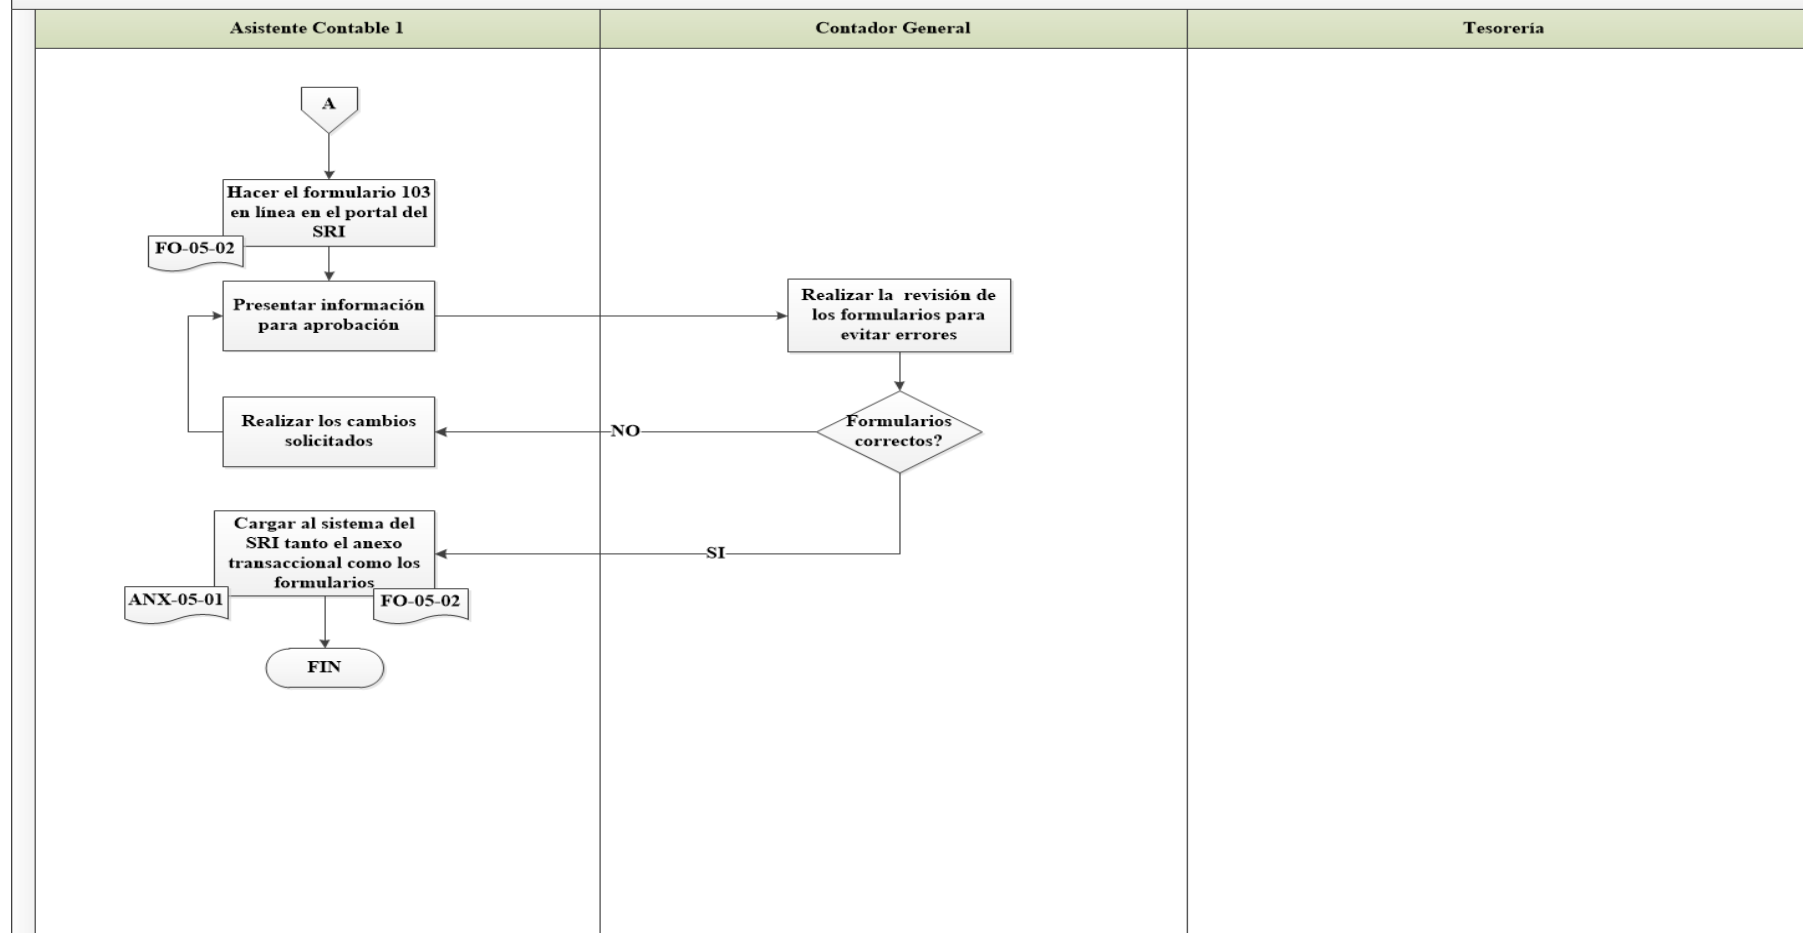 Asistente Contable 1
Contador General
Tesorería
A
Hacer el formulario 103
en línea en el portal del
SRI
FO-05-02
Presentar información
para aprobación
Realizar la  revisión de
los formularios para
evitar errores
Realizar los cambios
solicitados
NO
Formularios
correctos?
Cargar al sistema del
SRI tanto el anexo
transaccional como los
formularios
SI
ANX-05-01
FO-05-02
FIN